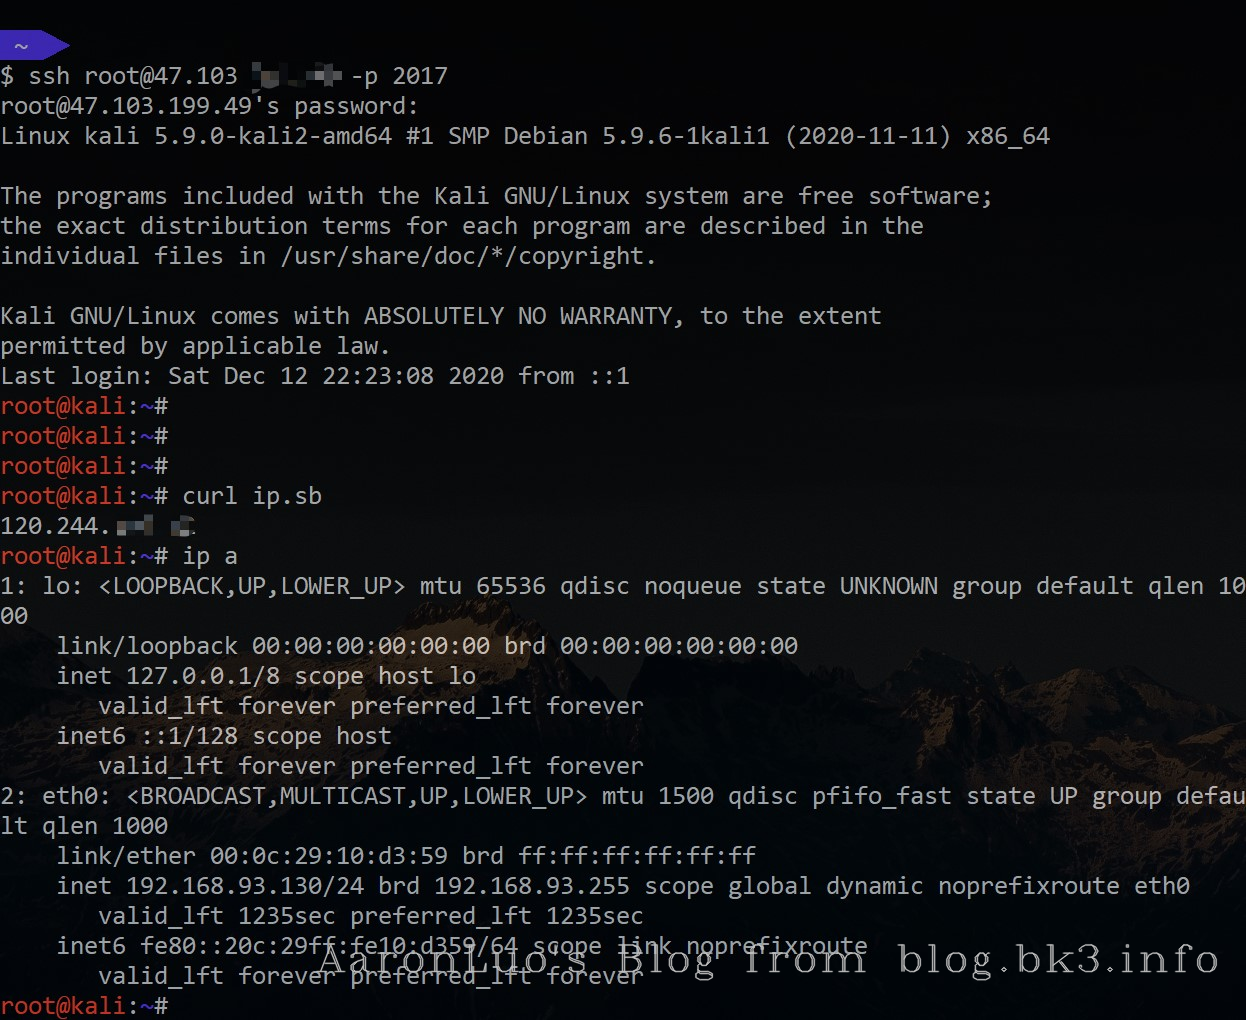 ~
$ ssh root@47.103 -p 2017
root@47.103.199.49's password:
Linux kali 5.9.0-kali2-amd64 #1 SMP Debian 5.9.6-1kali1 (2020-11-11) x86_64
The programs included with the Kali GNU/Linux system are free software;
the exact distribution terms for each program are described in the
individual files in /usr/share/doc/*/copyright.
Kali GNU/Linux comes with ABSOLUTELY NO WARRANTY, to the extent
permitted by applicable law.
Last login: Sat Dec 12 22:23:08 2020 from ::1
root@kali:~#
root@kali:~#
root@kali:~#
root@kali:~# curl ip.sb
120.244.
root@kali:~# ip a
1: lo: <LOOPBACK,UP,LOWER_UP> mtu 65536 qdisc noqueue state UNKNOWN group default qlen 10
00
link/loopback 00:00:00:00:00:00 brd 00:00:00:00:00:00
inet 127.0.0.1/8 scope host lo
valid_lft forever preferred_lft forever
inet6 ::1/128 scope host
valid_lft forever preferred_lft forever
2: eth0: <BROADCAST,MULTICAST,UP,LOWER_UP> mtu 1500 qdisc pfifo_fast state UP group defau
lt qlen 1000
link/ether 00:0c:29:10:d3:59 brd ff:ff:ff:ff:ff:ff
inet 192.168.93.130/24 brd 192.168.93.255 scope global dynamic noprefixroute eth0
valid_lft 1235sec preferred_lft 1235sec
inet6 fe80::20c:29ff:fe10:d359/64 scope link noprefixroute
AaronLuo's Blog from blog.bk3.info
valid_lft forever preferred_lft forever
root@kali:~#